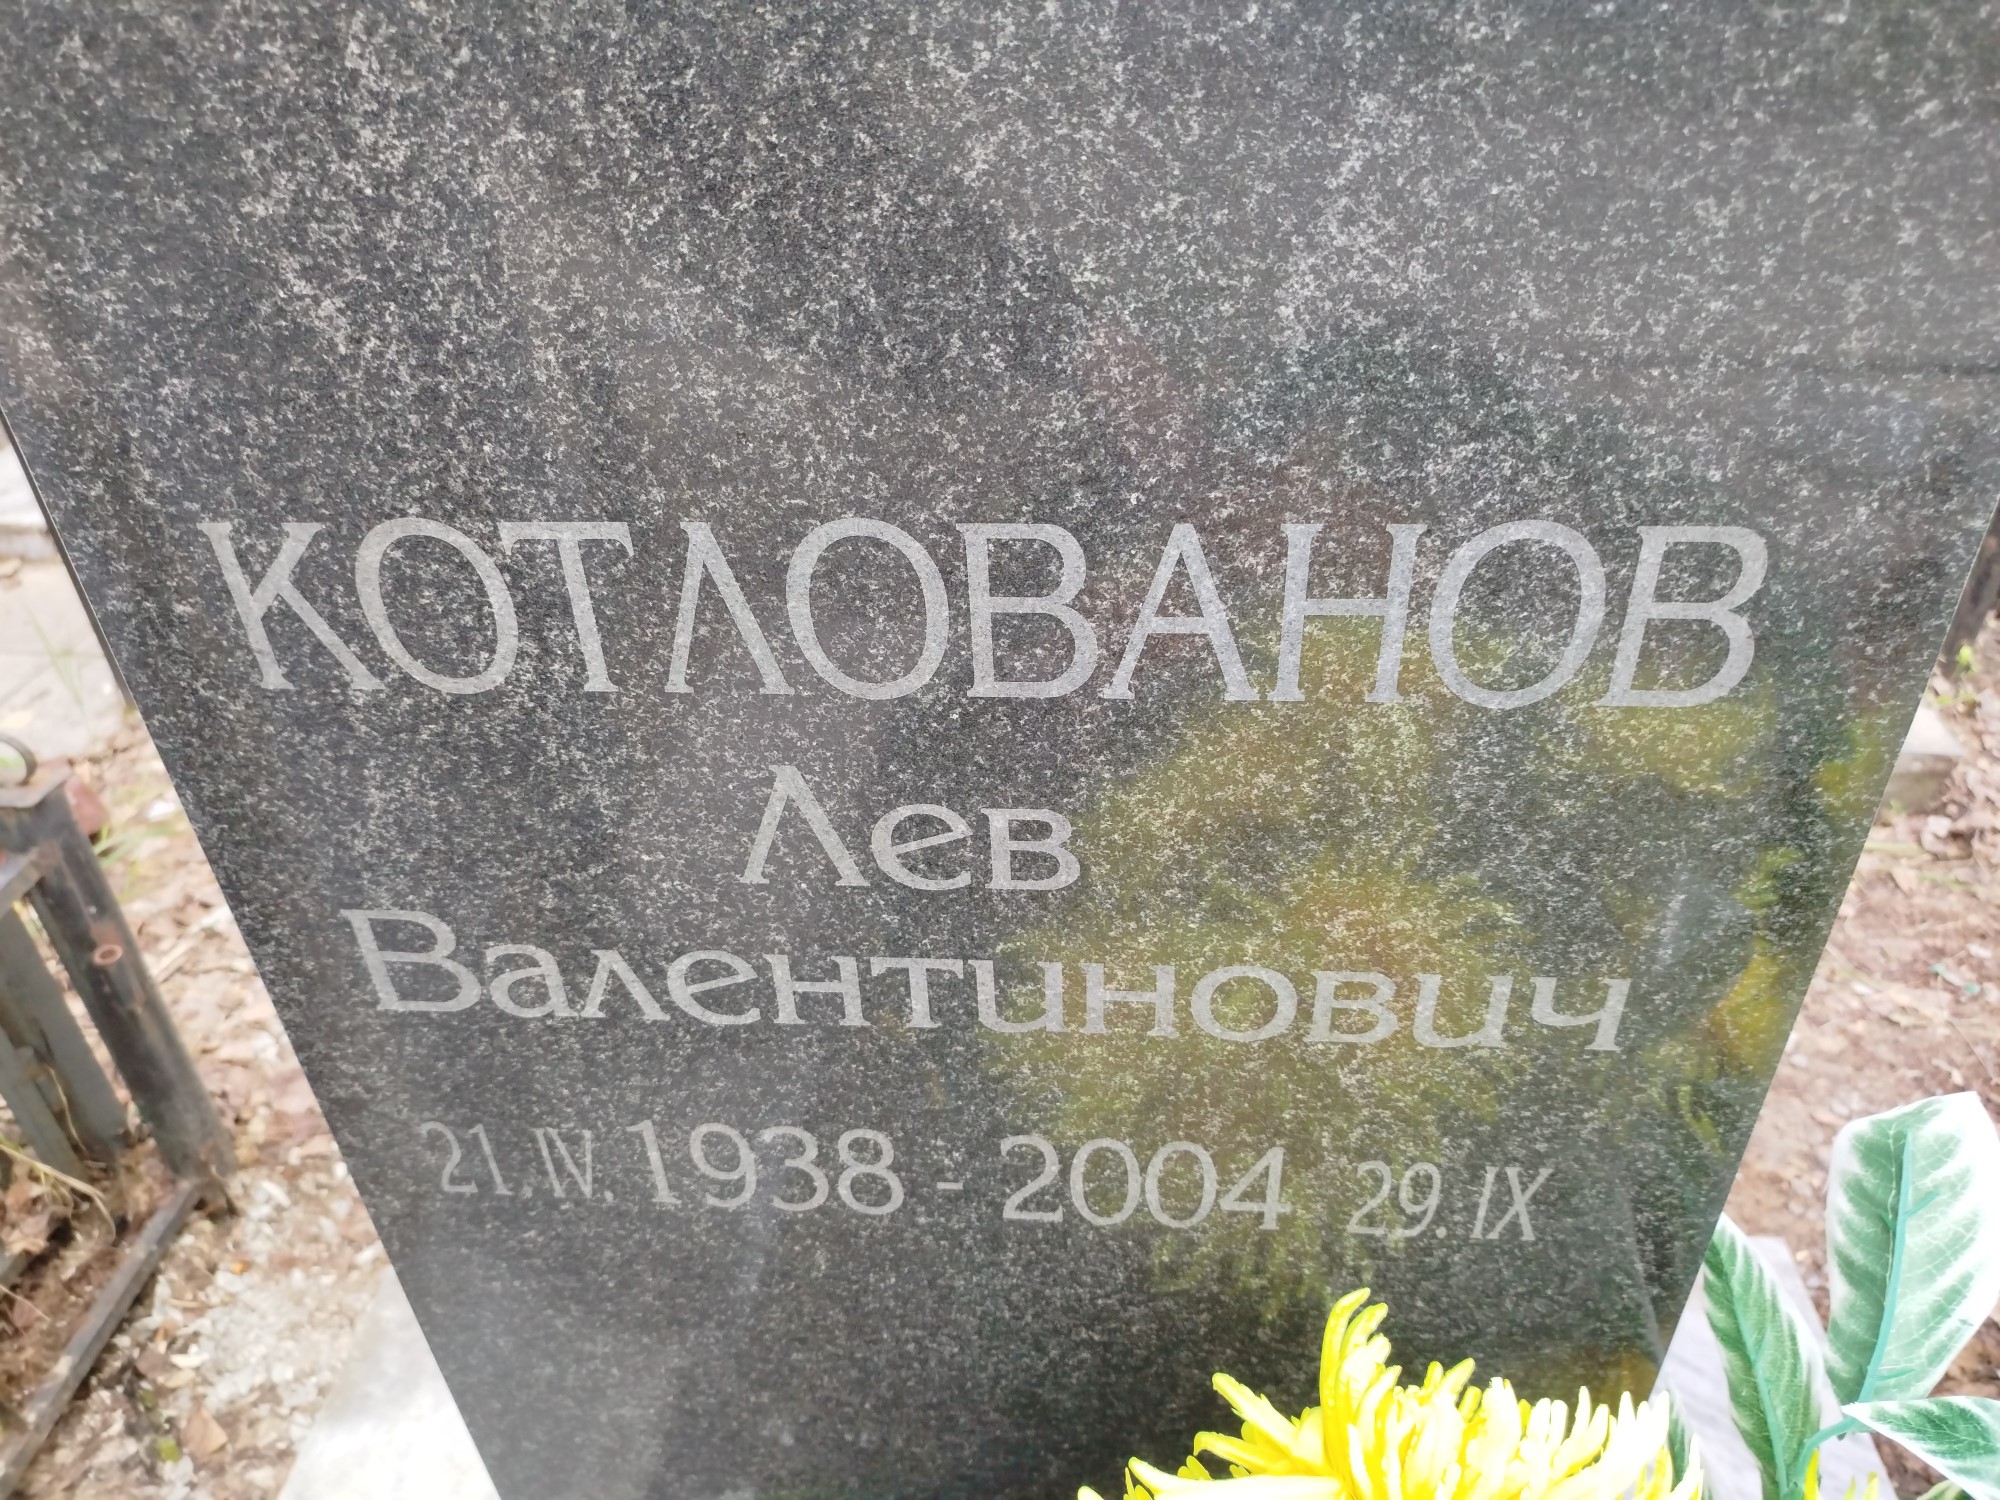 КОТЛОВАНОВ
Лев
Валентинович
21.IV.1938 - 2004 29.IX